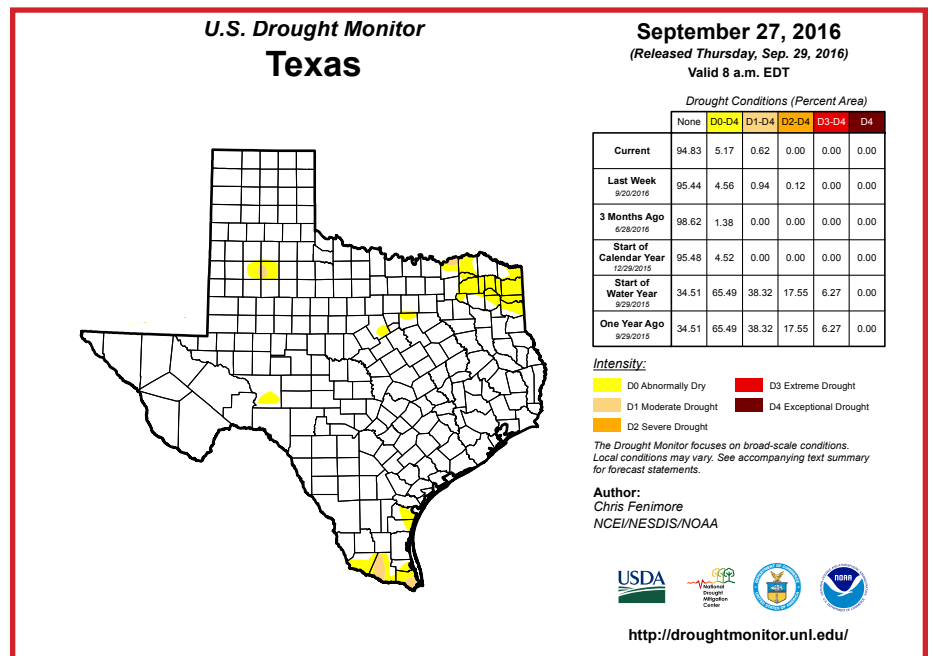 U.S. Drought Monitor
Texas
September 27, 2016
(Released Thursday, Sep. 29, 2016)
Valid 8 a.m. EDT
Drought Conditions (Percent Area)
None D0-D4 D1-D4 D2-D4 D3-D4 D4
Current 94.83 5.17 0.62 0.00 0.00 0.00
Last Week
9/20/2016 95.44 4.56 0.94 0.12 0.00 0.00
3 Months Ago
6/28/2016 98.62 1.38 0.00 0.00 0.00 0.00
Start of
Calendar Year
12/29/2015 95.48 4.52 0.00 0.00 0.00 0.00
Start of
Water Year
9/29/2015 34.51 65.49 38.32 17.55 6.27 0.00
One Year Ago
9/29/2015 34.51 65.49 38.32 17.55 6.27 0.00
Intensity:
D0 Abnormally Dry
D1 Moderate Drought
D2 Severe Drought
D3 Extreme Drought
D4 Exceptional Drought
The Drought Monitor focuses on broad-scale conditions.
Local conditions may vary. See accompanying text summary
for forecast statements.
Author:
Chris Fenimore
NCEI/NESDIS/NOAA
USDA
National
Drought
Mitigation
Center
NOAA
http://droughtmonitor.unl.edu/